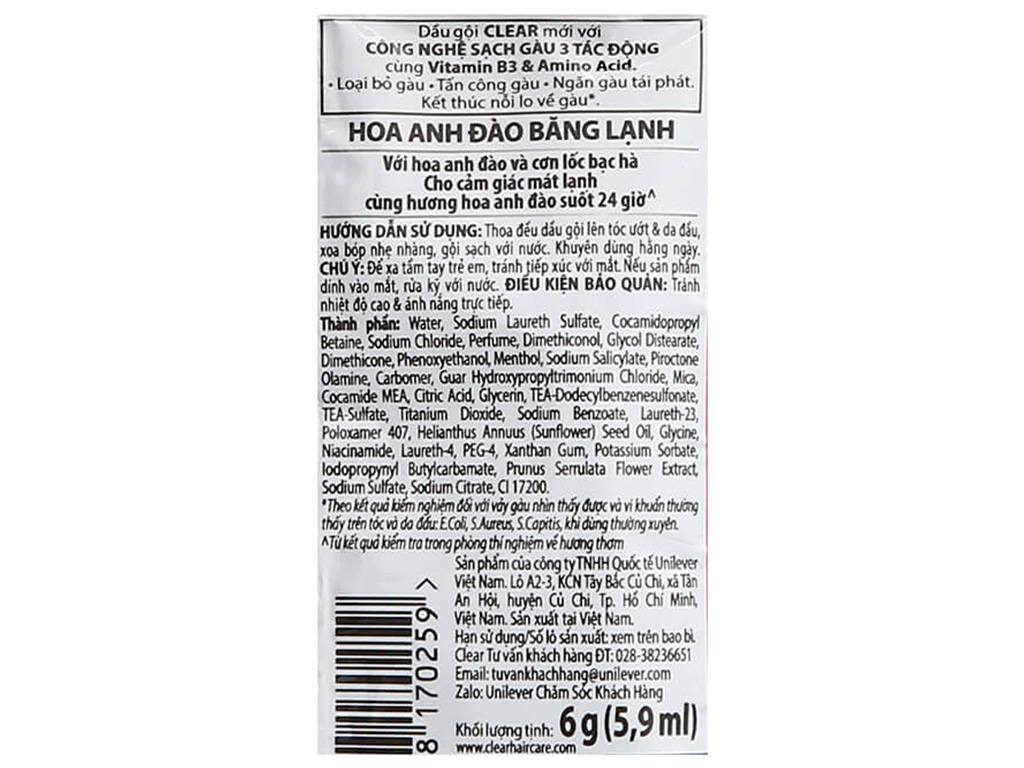 Dầu gội CLEAR mới với
CÔNG NGHỆ SẠCH GÀU 3 TÁC ĐỘNG
cùng Vitamin B3 & Amino Acid.
• Loại bỏ gàu • Tấn công gàu • Ngăn gàu tái phát.
Kết thúc nỗi lo về gàu*.
HOA ANH ĐÀO BĂNG LẠNH
Với hoa anh đào và cơn lốc bạc hà
Cho cảm giác mát lạnh
cùng hương hoa anh đào suốt 24 giờ^
HƯỚNG DẪN SỬ DỤNG: Thoa đều dầu gội lên tóc ướt & da đầu,
xoa bóp nhẹ nhàng, gội sạch với nước. Khuyên dùng hằng ngày.
CHÚ Ý: Để xa tầm tay trẻ em, tránh tiếp xúc với mắt. Nếu sản phẩm
dính vào mắt, rửa kỹ với nước. ĐIỀU KIỆN BẢO QUẢN: Tránh
nhiệt độ cao & ánh nắng trực tiếp.
Thành phần: Water, Sodium Laureth Sulfate, Cocamidopropyl
Betaine, Sodium Chloride, Perfume, Dimethiconol, Glycol Distearate,
Dimethicone, Phenoxyethanol, Menthol, Sodium Salicylate, Piroctone
Olamine, Carbomer, Guar Hydroxypropyltrimonium Chloride, Mica,
Cocamide MEA, Citric Acid, Glycerin, TEA-Dodecylbenzenesulfonate,
TEA-Sulfate, Titanium Dioxide, Sodium Benzoate, Laureth-23,
Poloxamer 407, Helianthus Annuus (Sunflower) Seed Oil, Glycine,
Niacinamide, Laureth-4, PEG-4, Xanthan Gum, Potassium Sorbate,
Iodopropynyl Butylcarbamate, Prunus Serrulata Flower Extract,
Sodium Sulfate, Sodium Citrate, CI 17200.
*Theo kết quả kiểm nghiệm đối với vảy gàu nhìn thấy được và vi khuẩn thường
thấy trên tóc và da đầu: E.Coli, S.Aureus, S.Capitis, khi dùng thường xuyên.
^Từ kết quả kiểm tra trong phòng thí nghiệm về hương thơm
Sản phẩm của công ty TNHH Quốc tế Unilever
Việt Nam. Lô A2-3, KCN Tây Bắc Củ Chi, xã Tân
An Hội, huyện Củ Chi, Tp. Hồ Chí Minh,
Việt Nam. Sản xuất tại Việt Nam.
Hạn sử dụng/Số lô sản xuất: xem trên bao bì.
Clear Tư vấn khách hàng ĐT: 028-38236651
Email: tuvankhachhang@unilever.com
Zalo: Unilever Chăm Sóc Khách Hàng
Khối lượng tịnh: 6 g (5,9 ml)
www.clearhaircare.com
8 170259 >